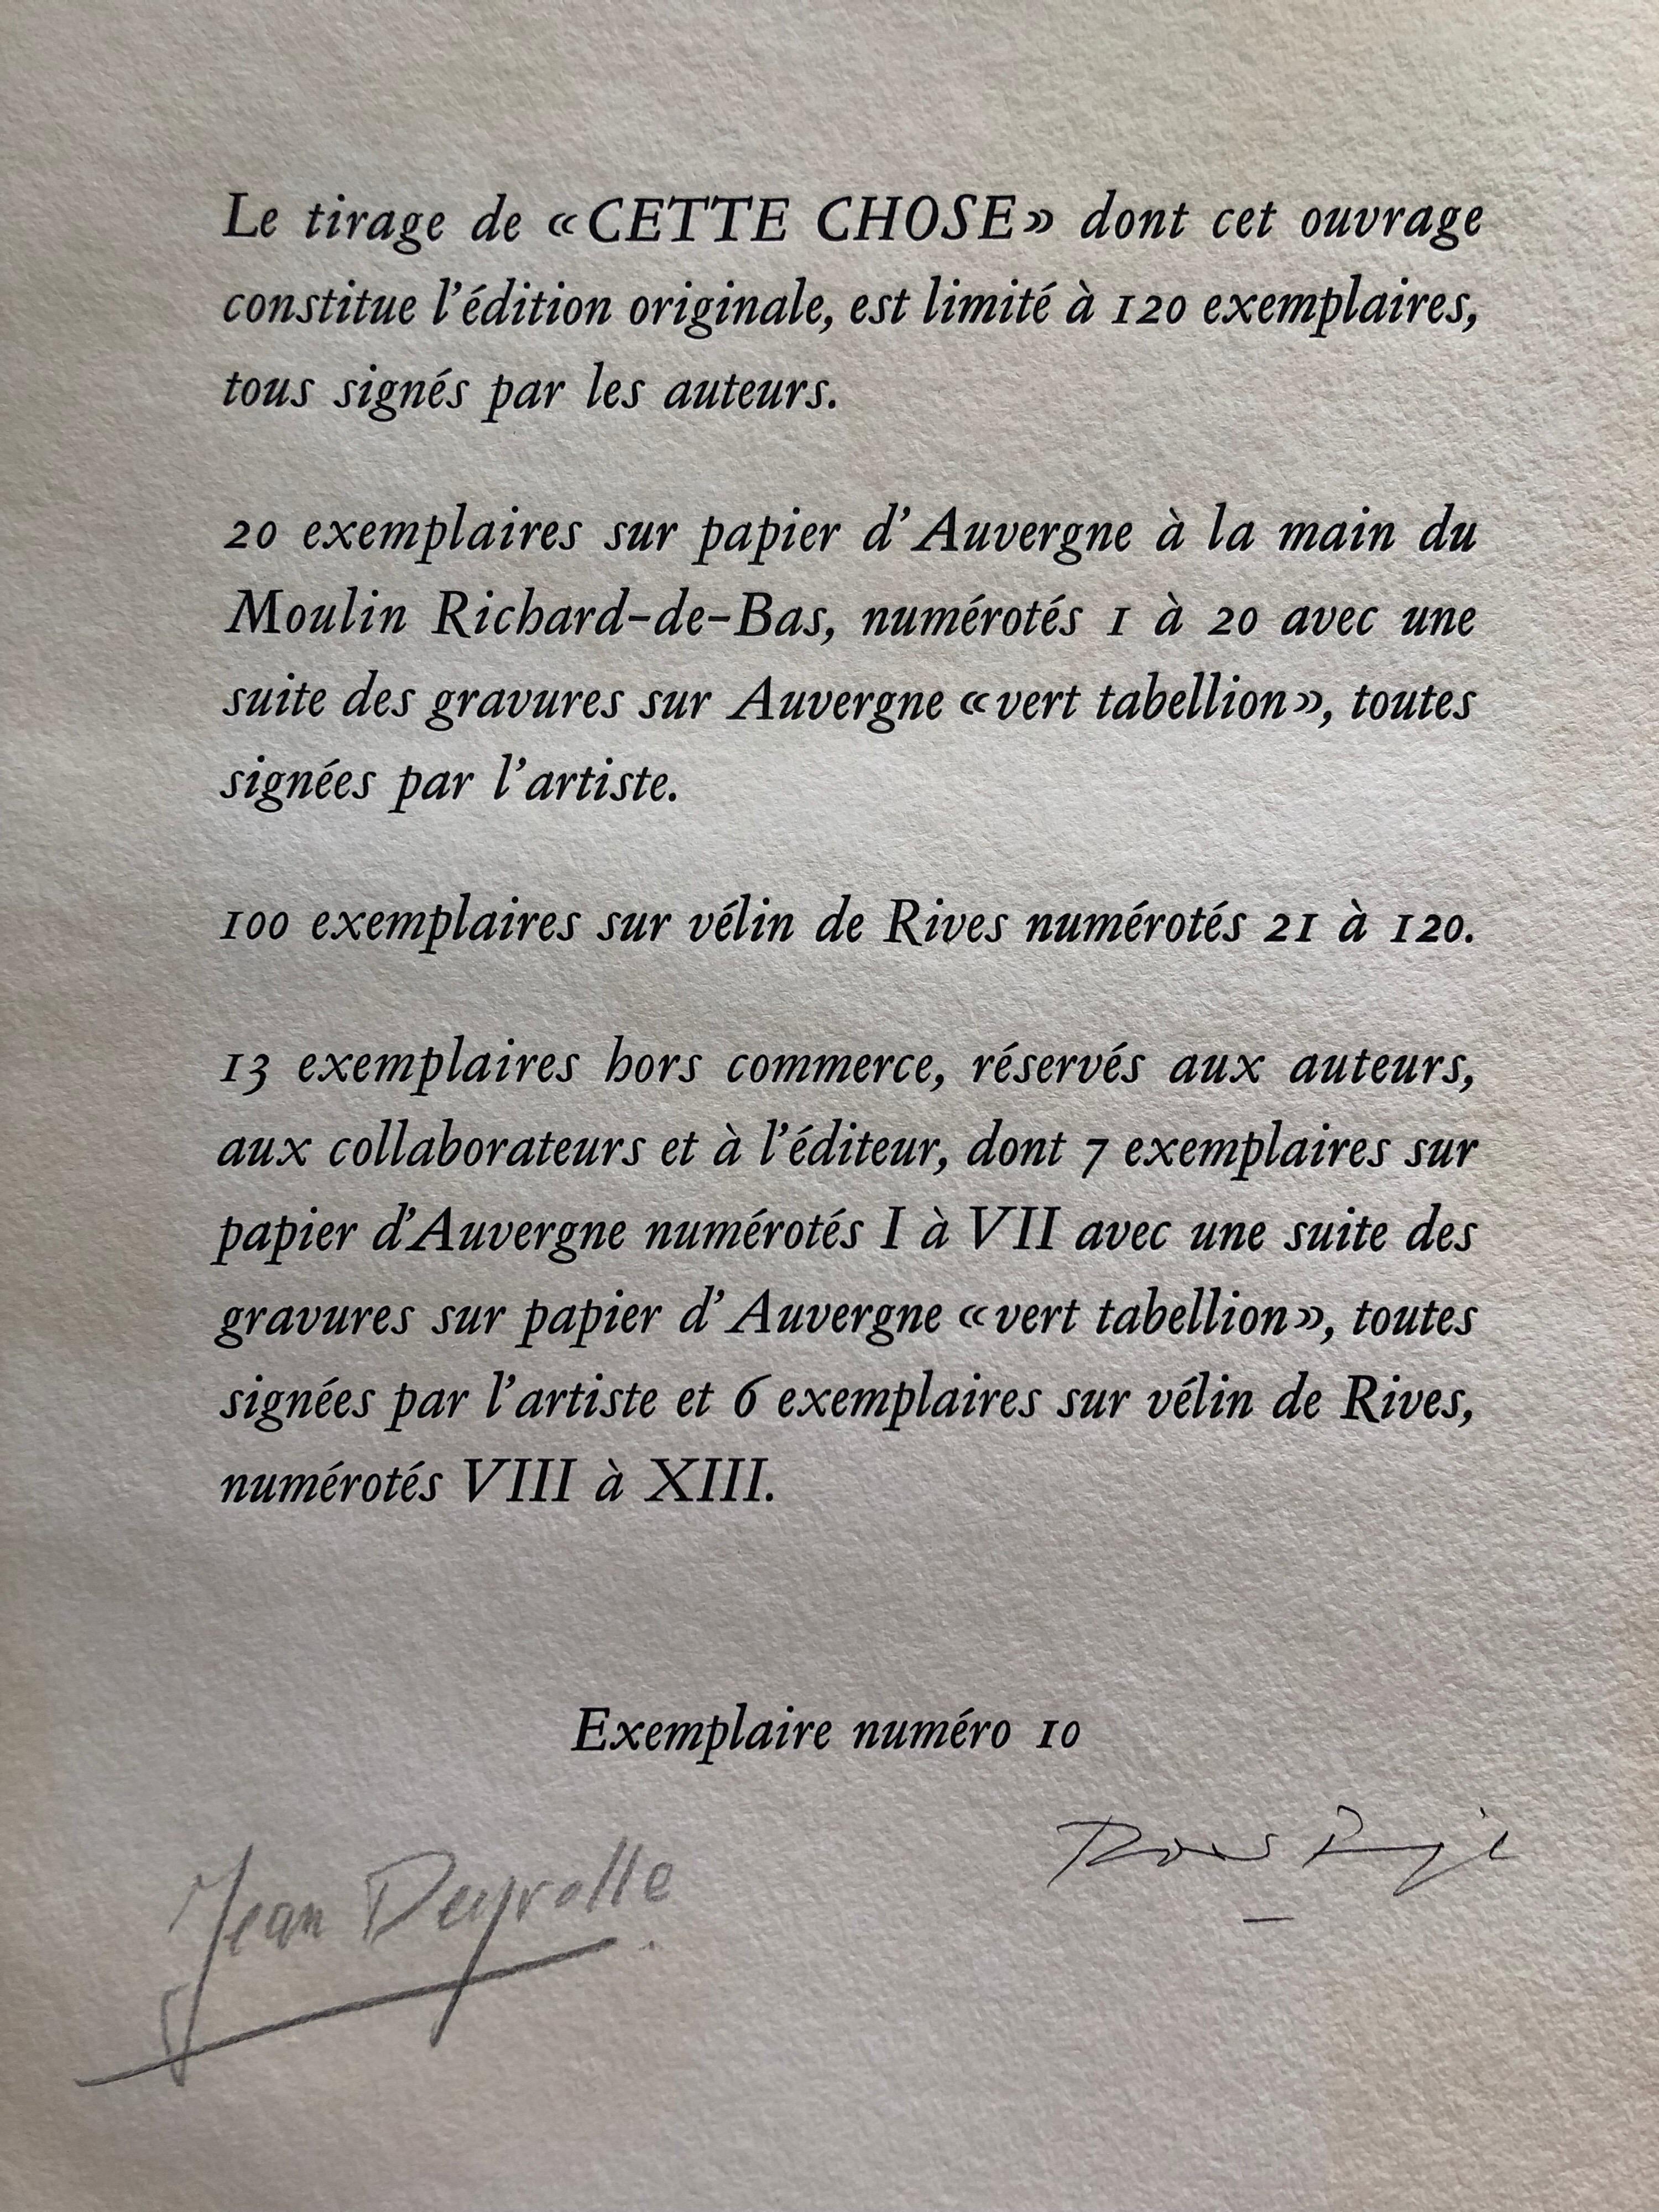 Le tirage de «CETTE CHOSE» dont cet ouvrage
constitue l'édition originale, est limité à 120 exemplaires,
tous signés par les auteurs.
20 exemplaires sur papier d'Auvergne à la main du
Moulin Richard-de-Bas, numérotés 1 à 20 avec une
suite des gravures sur Auvergne «vert tabellion», toutes
signées par l'artiste.
100 exemplaires sur vélin de Rives numérotés 21 à 120.
13 exemplaires hors commerce, réservés aux auteurs,
aux collaborateurs et à l'éditeur, dont 7 exemplaires sur
papier d'Auvergne numérotés I à VII avec une suite des
gravures sur papier d'Auvergne «vert tabellion», toutes
signées par l'artiste et 6 exemplaires sur vélin de Rives,
numérotés VIII à XIII.
Exemplaire numéro 10
Jean Deyrolle